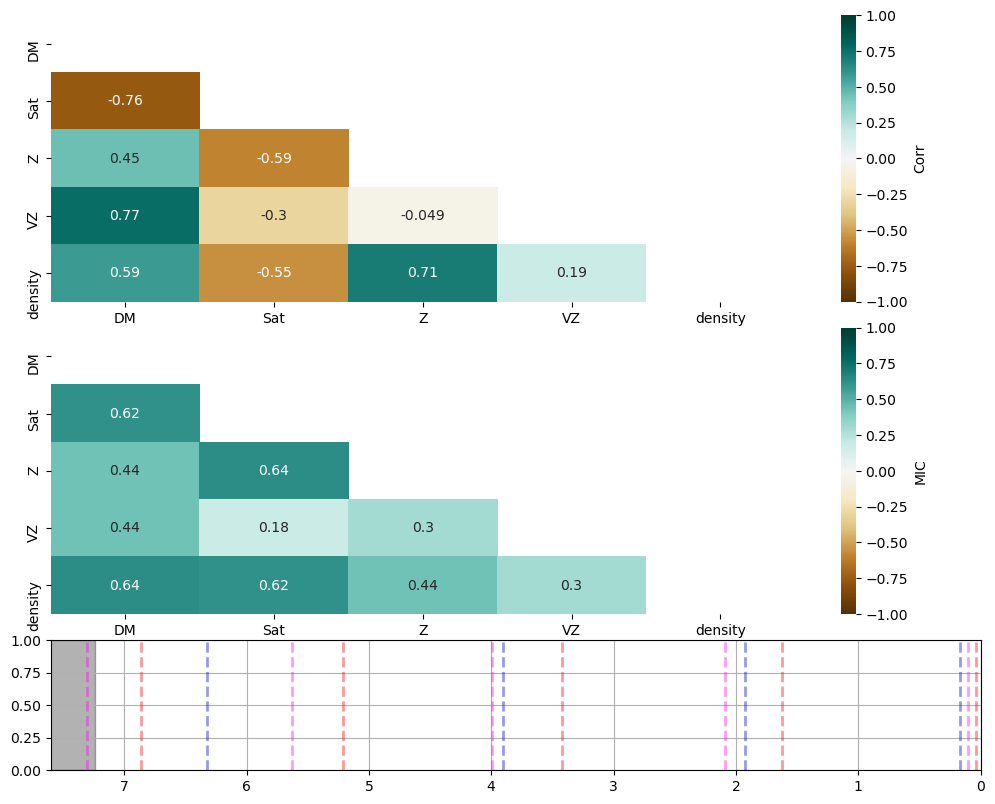 DM
Sat
Z
VZ
density
-0.76
0.45 -0.59
0.77 -0.3 -0.049
0.59 -0.55 0.71 0.19
DM Sat Z VZ density
1.00
0.75
0.50
0.25
0.00
−0.25
−0.50
−0.75
−1.00
Corr
DM
Sat
Z
VZ
density
0.62
0.44 0.64
0.44 0.18 0.3
0.64 0.62 0.44 0.3
DM Sat Z VZ density
1.00
0.75
0.50
0.25
0.00
−0.25
−0.50
−0.75
−1.00
MIC
1.00
0.75
0.50
0.25
0.00
7 6 5 4 3 2 1 0